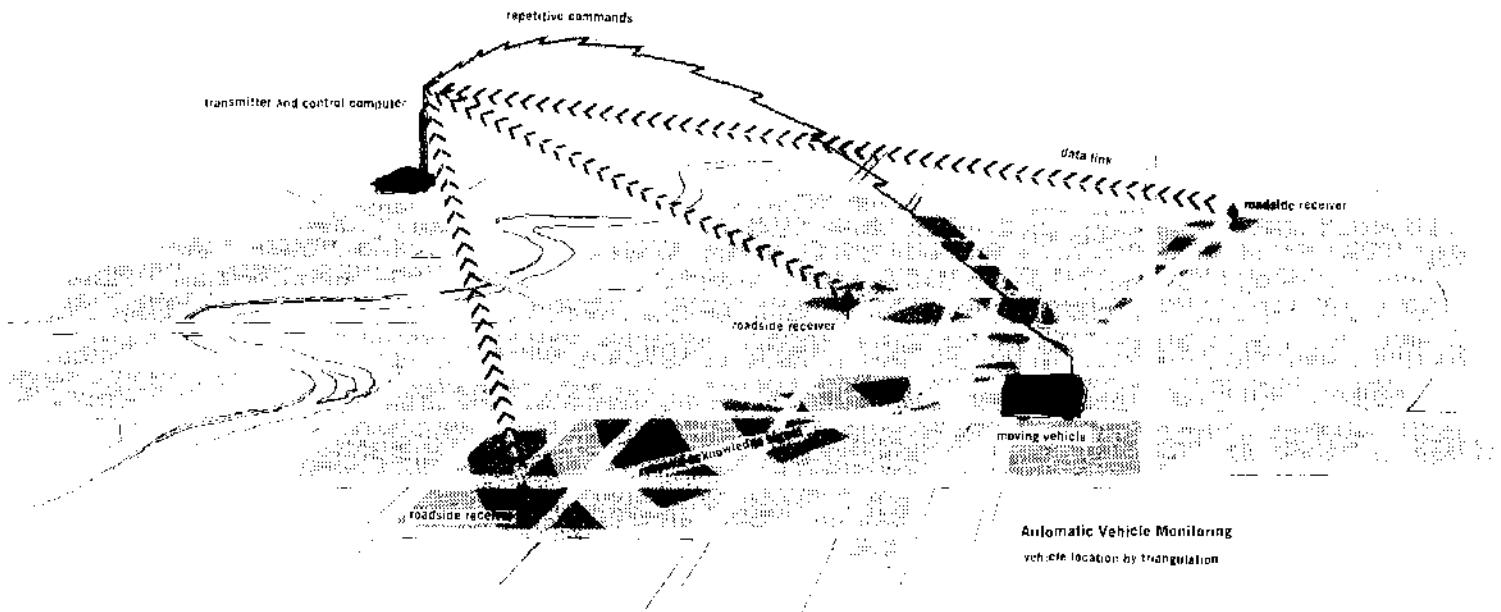 repetitive commands
transmitter and control computer
data link
roadside receiver
roadside receiver
moving vehicle
roadside receiver
Automatic Vehicle Monitoring
vehicle location by triangulation